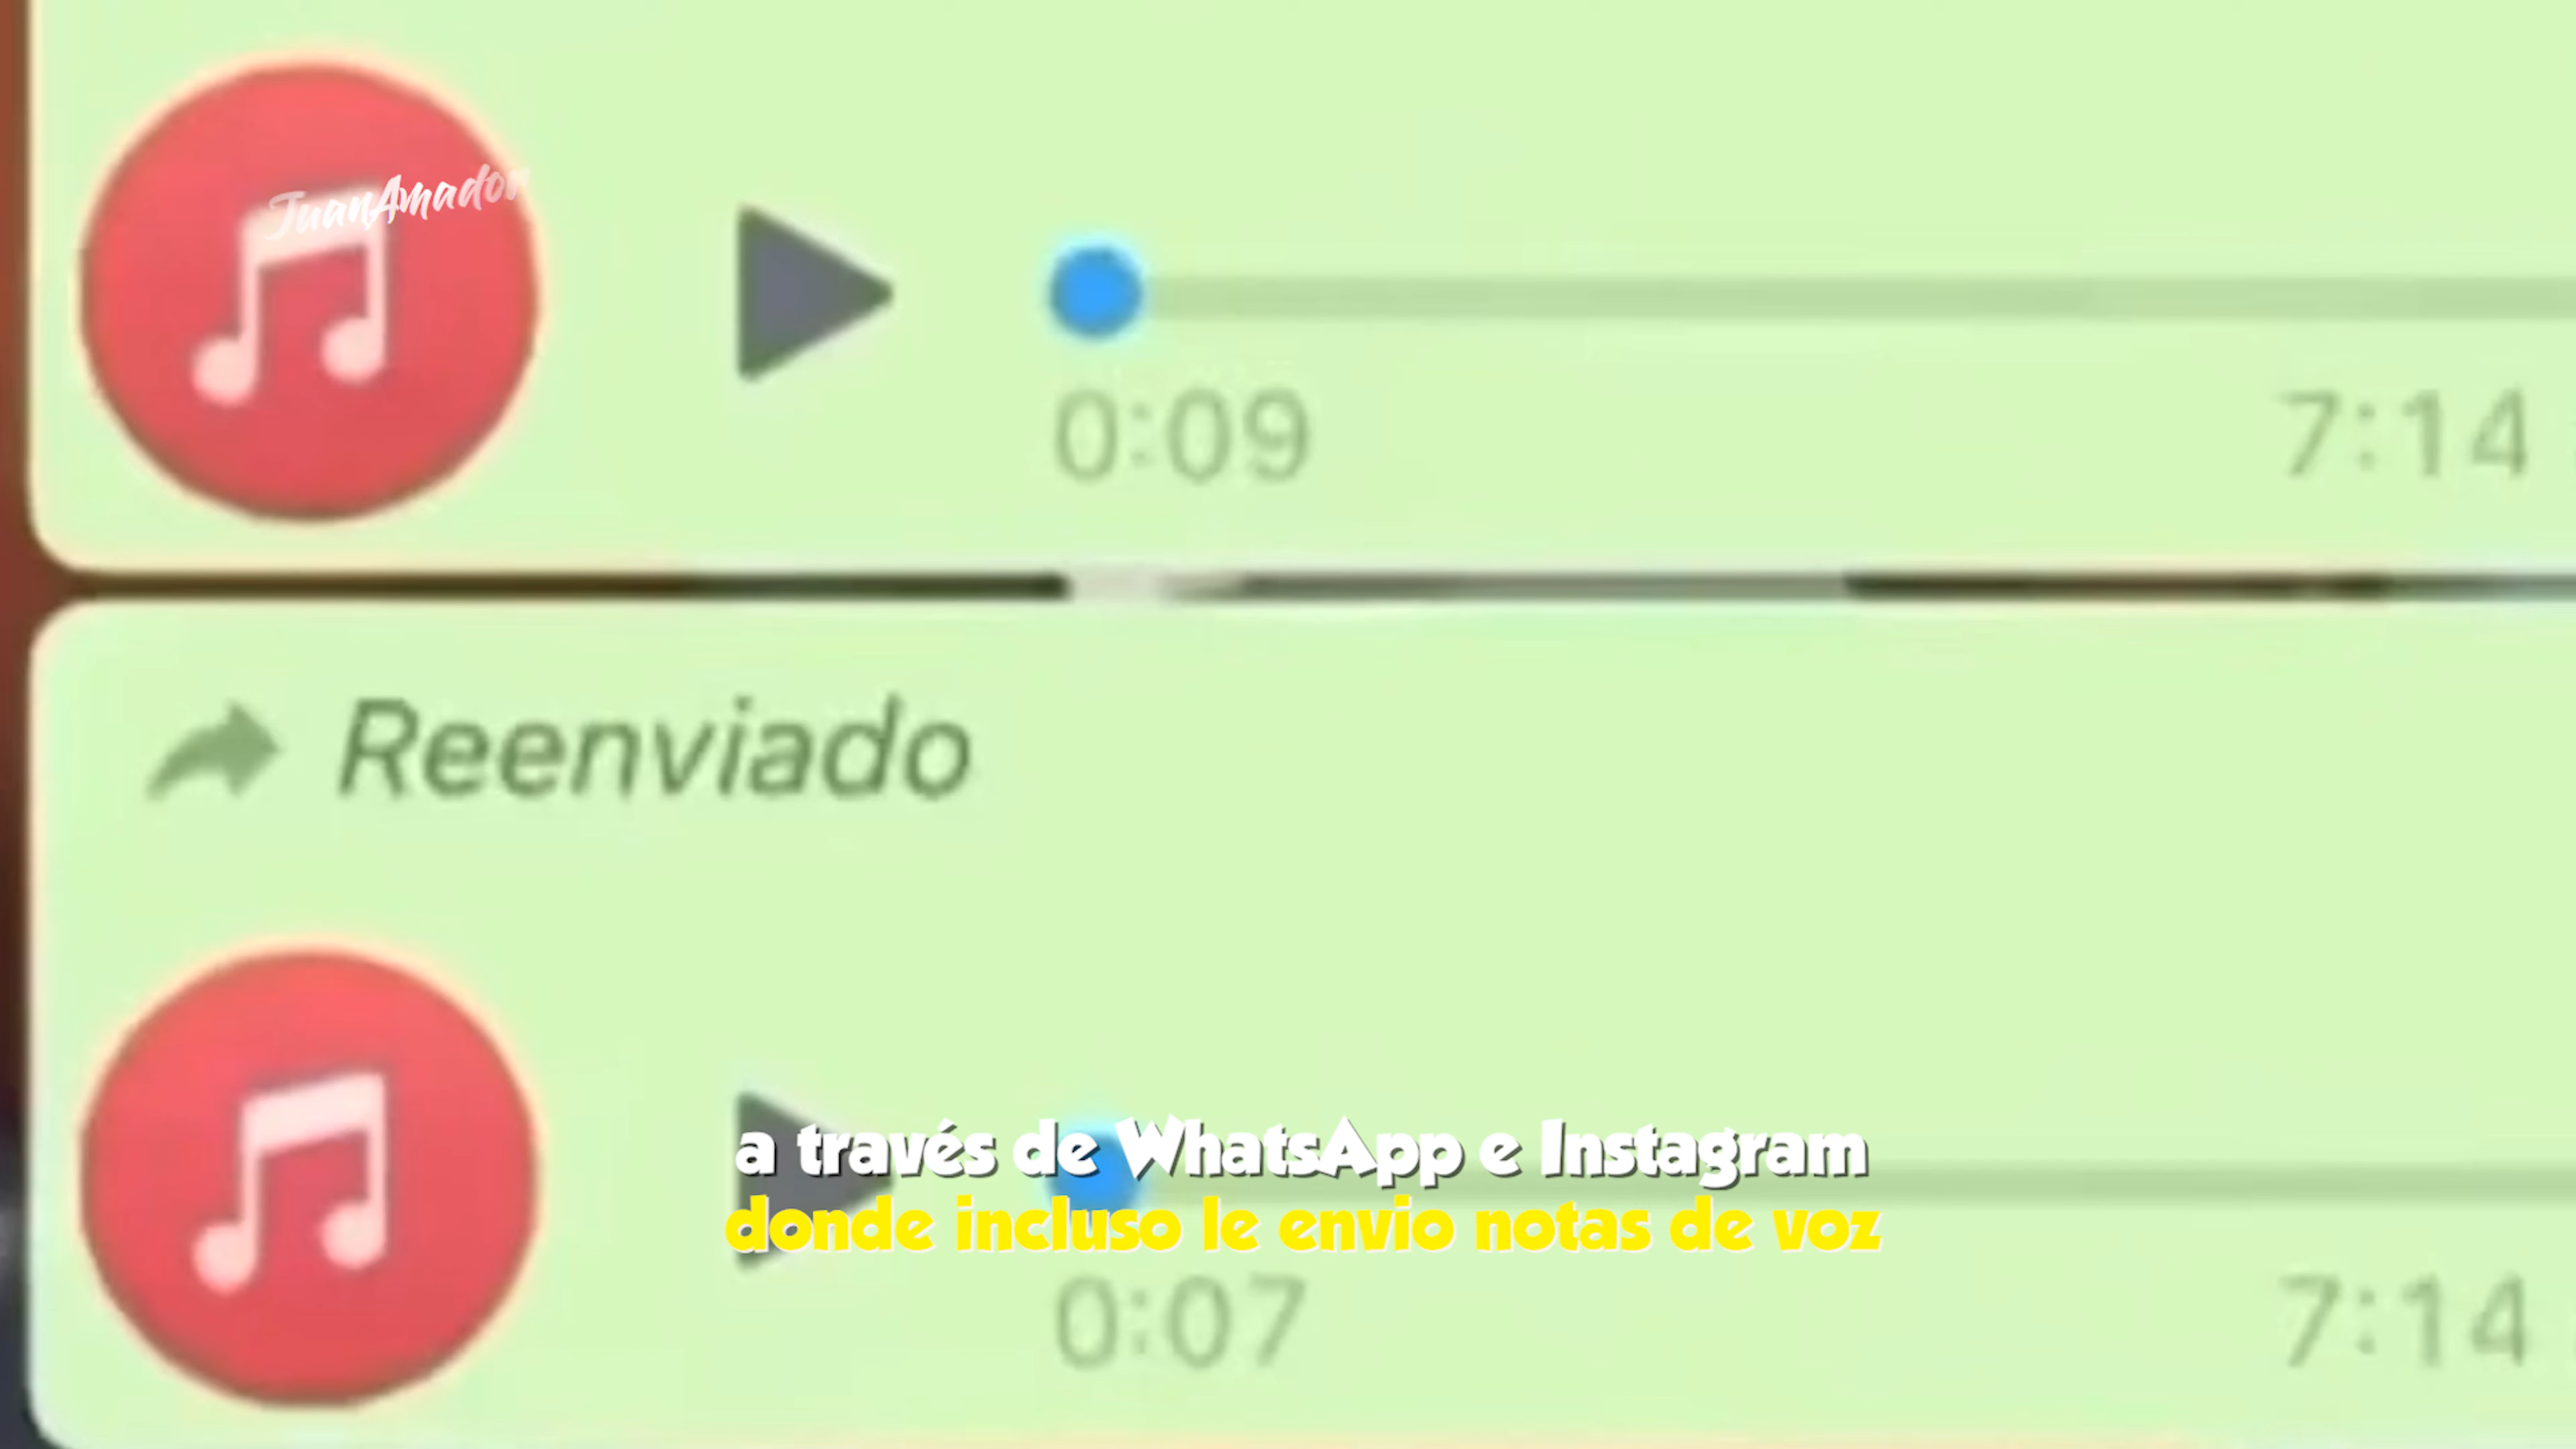 JuanAmador
0:09
7:14
Reenviado
a través de WhatsApp e Instagram
donde incluso le envio notas de voz
0:07
7:14